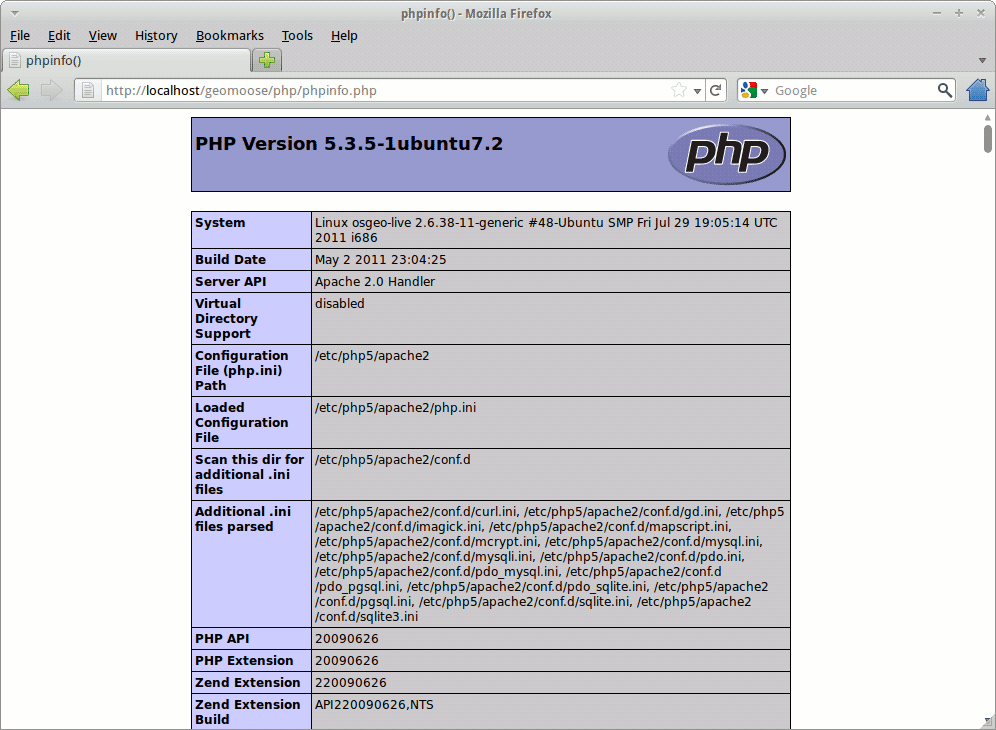 phpinfo() - Mozilla Firefox
File Edit View History Bookmarks Tools Help
phpinfo()
http://localhost/geomoose/php/phpinfo.php
Google
PHP Version 5.3.5-1ubuntu7.2
php
System
Linux osgeo-live 2.6.38-11-generic #48-Ubuntu SMP Fri Jul 29 19:05:14 UTC
2011 i686
Build Date
May 2 2011 23:04:25
Server API
Apache 2.0 Handler
Virtual
Directory
Support
disabled
Configuration
File (php.ini)
Path
/etc/php5/apache2
Loaded
Configuration
File
/etc/php5/apache2/php.ini
Scan this dir for
additional .ini
files
/etc/php5/apache2/conf.d
Additional .ini
files parsed
/etc/php5/apache2/conf.d/curl.ini, /etc/php5/apache2/conf.d/gd.ini, /etc/php5
/apache2/conf.d/imagick.ini, /etc/php5/apache2/conf.d/mapscript.ini,
/etc/php5/apache2/conf.d/mcrypt.ini, /etc/php5/apache2/conf.d/mysql.ini,
/etc/php5/apache2/conf.d/mysqli.ini, /etc/php5/apache2/conf.d/pdo.ini,
/etc/php5/apache2/conf.d/pdo_mysql.ini, /etc/php5/apache2/conf.d
/pdo_pgsql.ini, /etc/php5/apache2/conf.d/pdo_sqlite.ini, /etc/php5/apache2
/conf.d/pgsql.ini, /etc/php5/apache2/conf.d/sqlite.ini, /etc/php5/apache2
/conf.d/sqlite3.ini
PHP API
20090626
PHP Extension
20090626
Zend Extension
220090626
Zend Extension
Build
API220090626,NTS